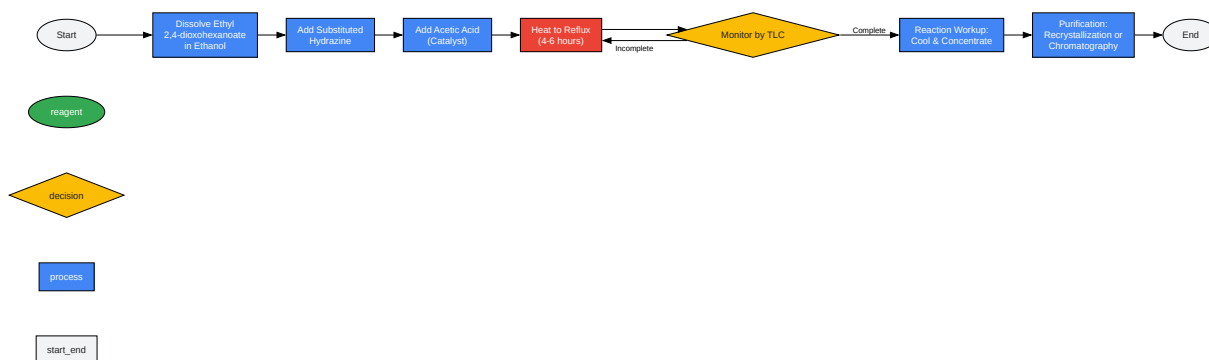 Start
Dissolve Ethyl
2,4-dioxohexanoate
in Ethanol
Add Substituted
Hydrazine
Add Acetic Acid
(Catalyst)
Heat to Reflux
(4-6 hours)
Incomplete
Monitor by TLC
Complete
Reaction Workup:
Cool & Concentrate
Purification:
Recrystallization or
Chromatography
End
reagent
decision
process
start_end